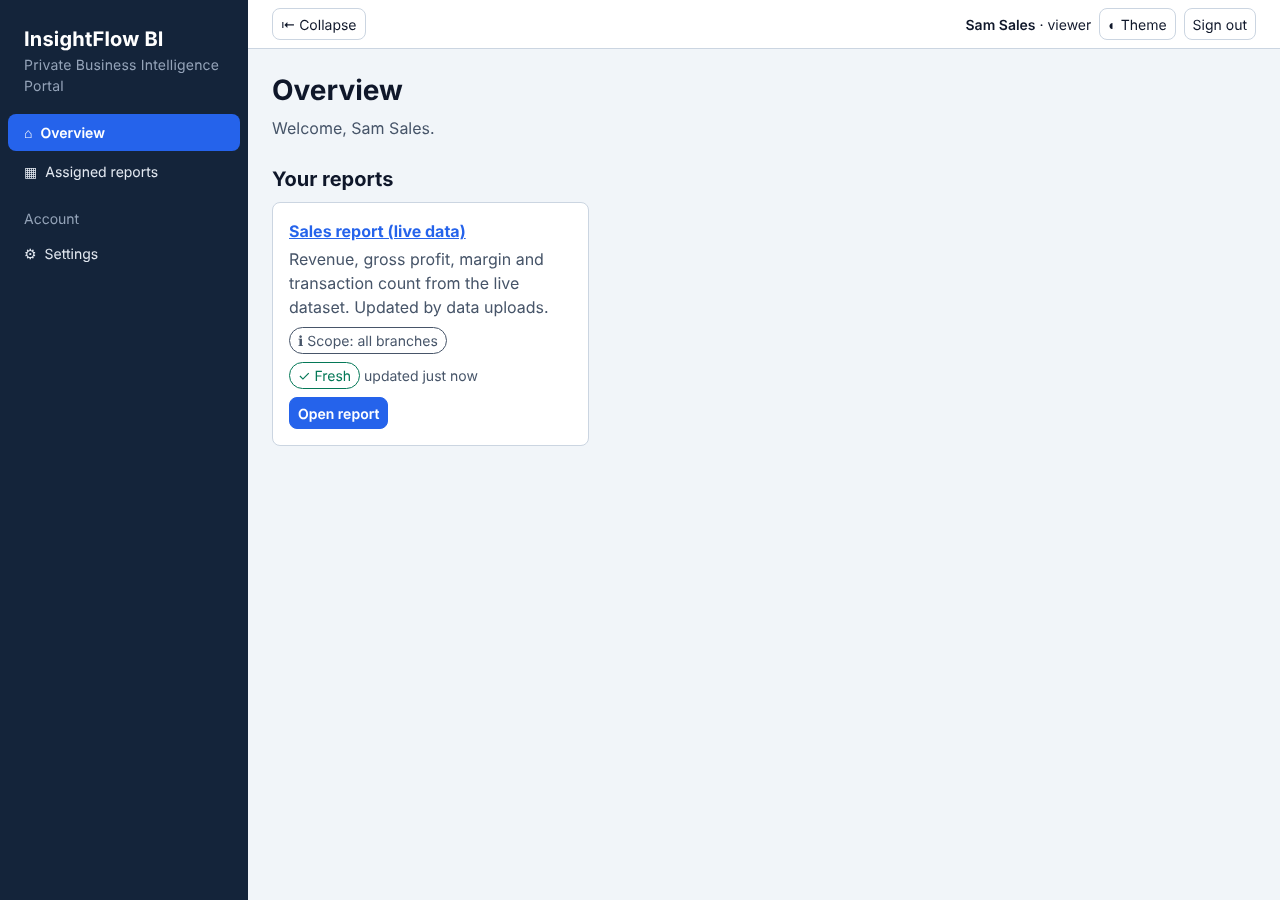 InsightFlow BI
Private Business Intelligence
Portal
⌂ Overview
▦ Assigned reports
Account
⚙ Settings
⇤ Collapse
Sam Sales · viewer
◖ Theme
Sign out
Overview
Welcome, Sam Sales.
Your reports
Sales report (live data)
Revenue, gross profit, margin and
transaction count from the live
dataset. Updated by data uploads.
ℹ Scope: all branches
✓ Fresh updated just now
Open report